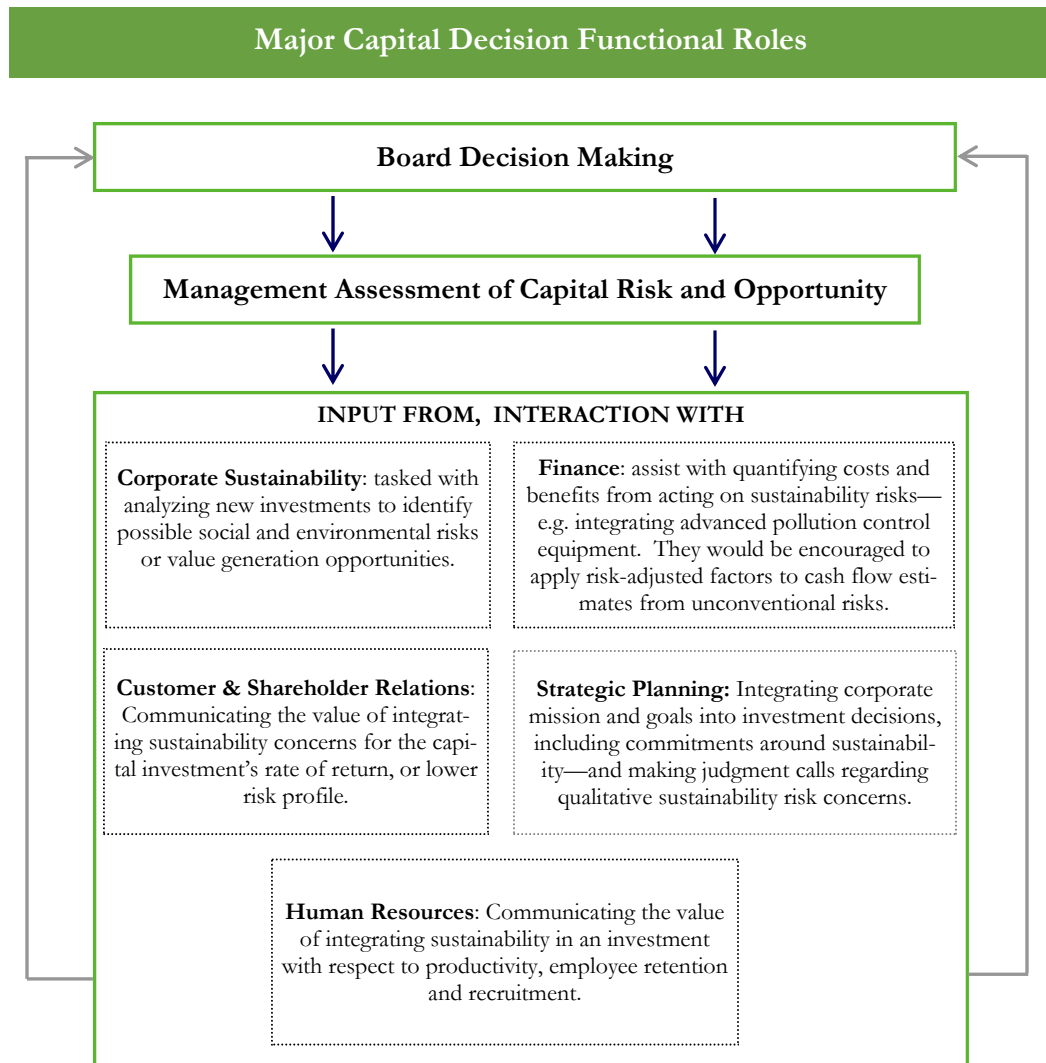 Major Capital Decision Functional Roles
Board Decision Making
Management Assessment of Capital Risk and Opportunity
INPUT FROM, INTERACTION WITH
Corporate Sustainability: tasked with
analyzing new investments to identify
possible social and environmental risks
or value generation opportunities.
Finance: assist with quantifying costs and
benefits from acting on sustainability risks—
e.g. integrating advanced pollution control
equipment. They would be encouraged to
apply risk-adjusted factors to cash flow esti-
mates from unconventional risks.
Customer & Shareholder Relations:
Communicating the value of integrat-
ing sustainability concerns for the capi-
tal investment's rate of return, or lower
risk profile.
Strategic Planning: Integrating corporate
mission and goals into investment decisions,
including commitments around sustainabil-
ity—and making judgment calls regarding
qualitative sustainability risk concerns.
Human Resources: Communicating the value
of integrating sustainability in an investment
with respect to productivity, employee retention
and recruitment.